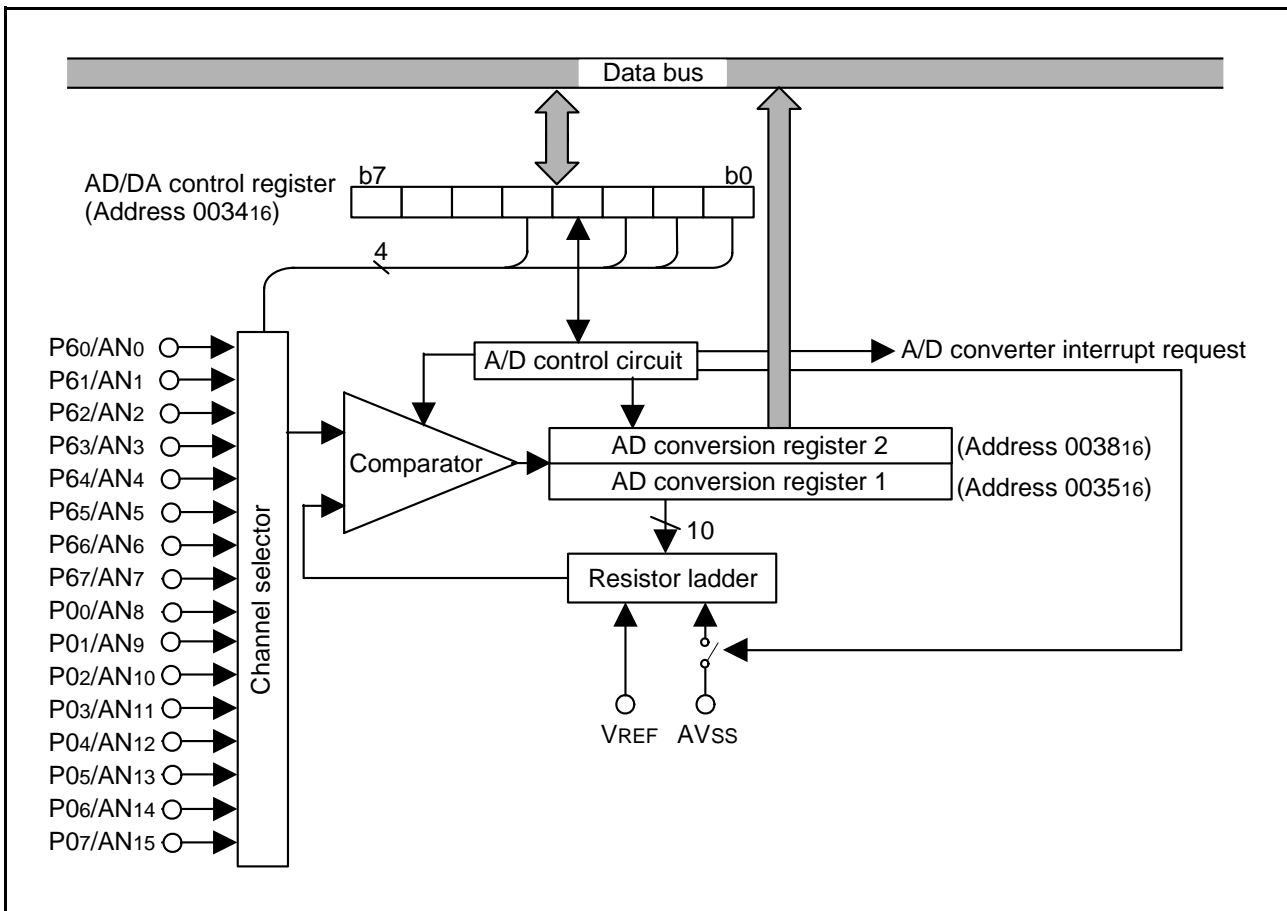 Data bus
AD/DA control register
(Address 003416)
b7
b0
4
P60/AN0
P61/AN1
P62/AN2
P63/AN3
P64/AN4
P65/AN5
P66/AN6
P67/AN7
P00/AN8
P01/AN9
P02/AN10
P03/AN11
P04/AN12
P05/AN13
P06/AN14
P07/AN15
Channel selector
A/D control circuit
A/D converter interrupt request
Comparator
AD conversion register 2
(Address 003816)
AD conversion register 1
(Address 003516)
10
Resistor ladder
VREF
AVSS